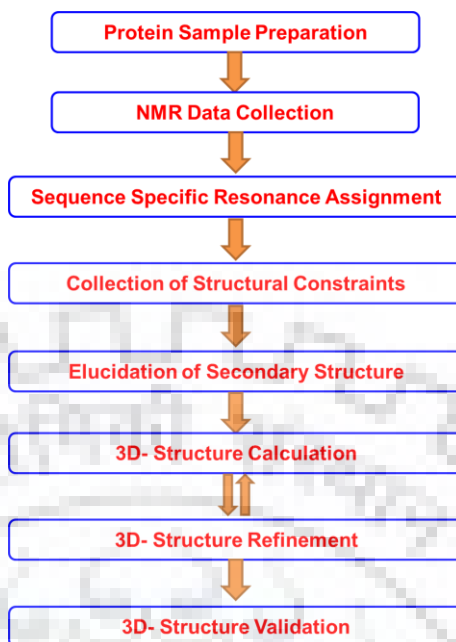 Protein Sample Preparation
NMR Data Collection
Sequence Specific Resonance Assignment
Collection of Structural Constraints
Elucidation of Secondary Structure
3D- Structure Calculation
3D- Structure Refinement
3D- Structure Validation